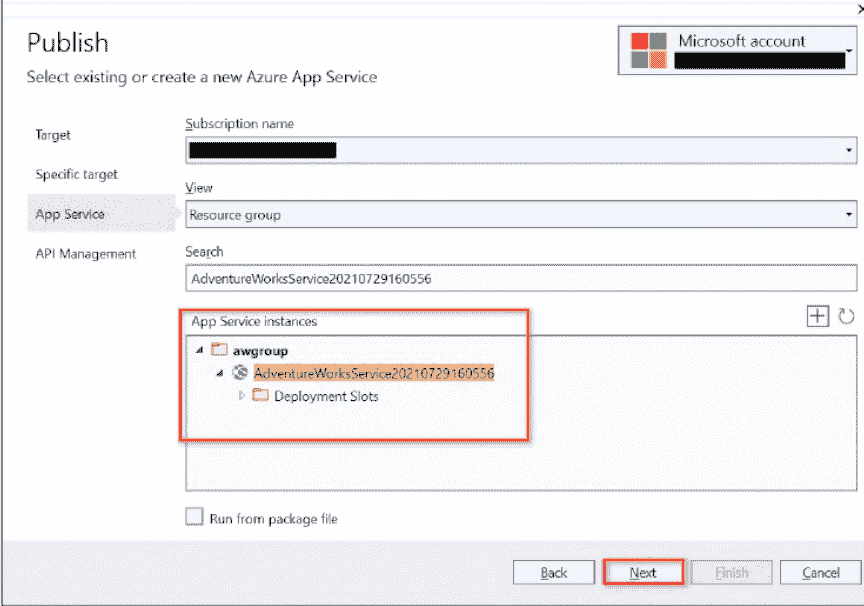 Publish
Microsoft account
Select existing or create a new Azure App Service
Target
Specific target
App Service
API Management
Subscription name
View
Resource group
Search
AdventureWorksService20210729160556
App Service instances
awgroup
AdventureWorksService20210729160556
Deployment Slots
Run from package file
Back
Next
Finish
Cancel